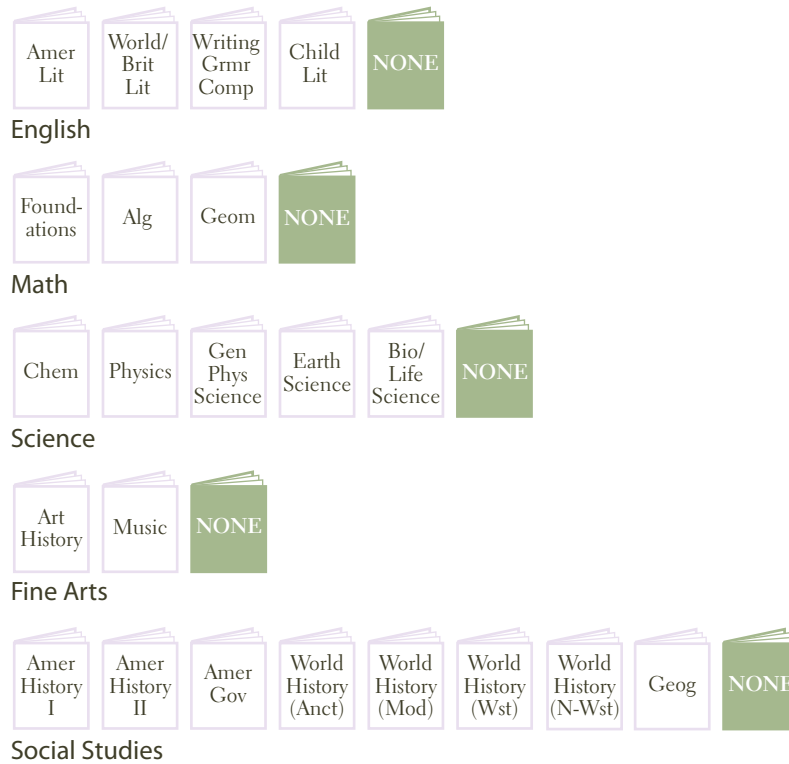 Amer
Lit
World/
Brit
Lit
Writing
Grmr
Comp
Child
Lit
NONE
English
Found-
ations
Alg
Geom
NONE
Math
Chem
Physics
Gen
Phys
Science
Earth
Science
Bio/
Life
Science
NONE
Science
Art
History
Music
NONE
Fine Arts
Amer
History
I
Amer
History
II
Amer
Gov
World
History
(Anct)
World
History
(Mod)
World
History
(Wst)
World
History
(N-Wst)
Geog
NONE
Social Studies